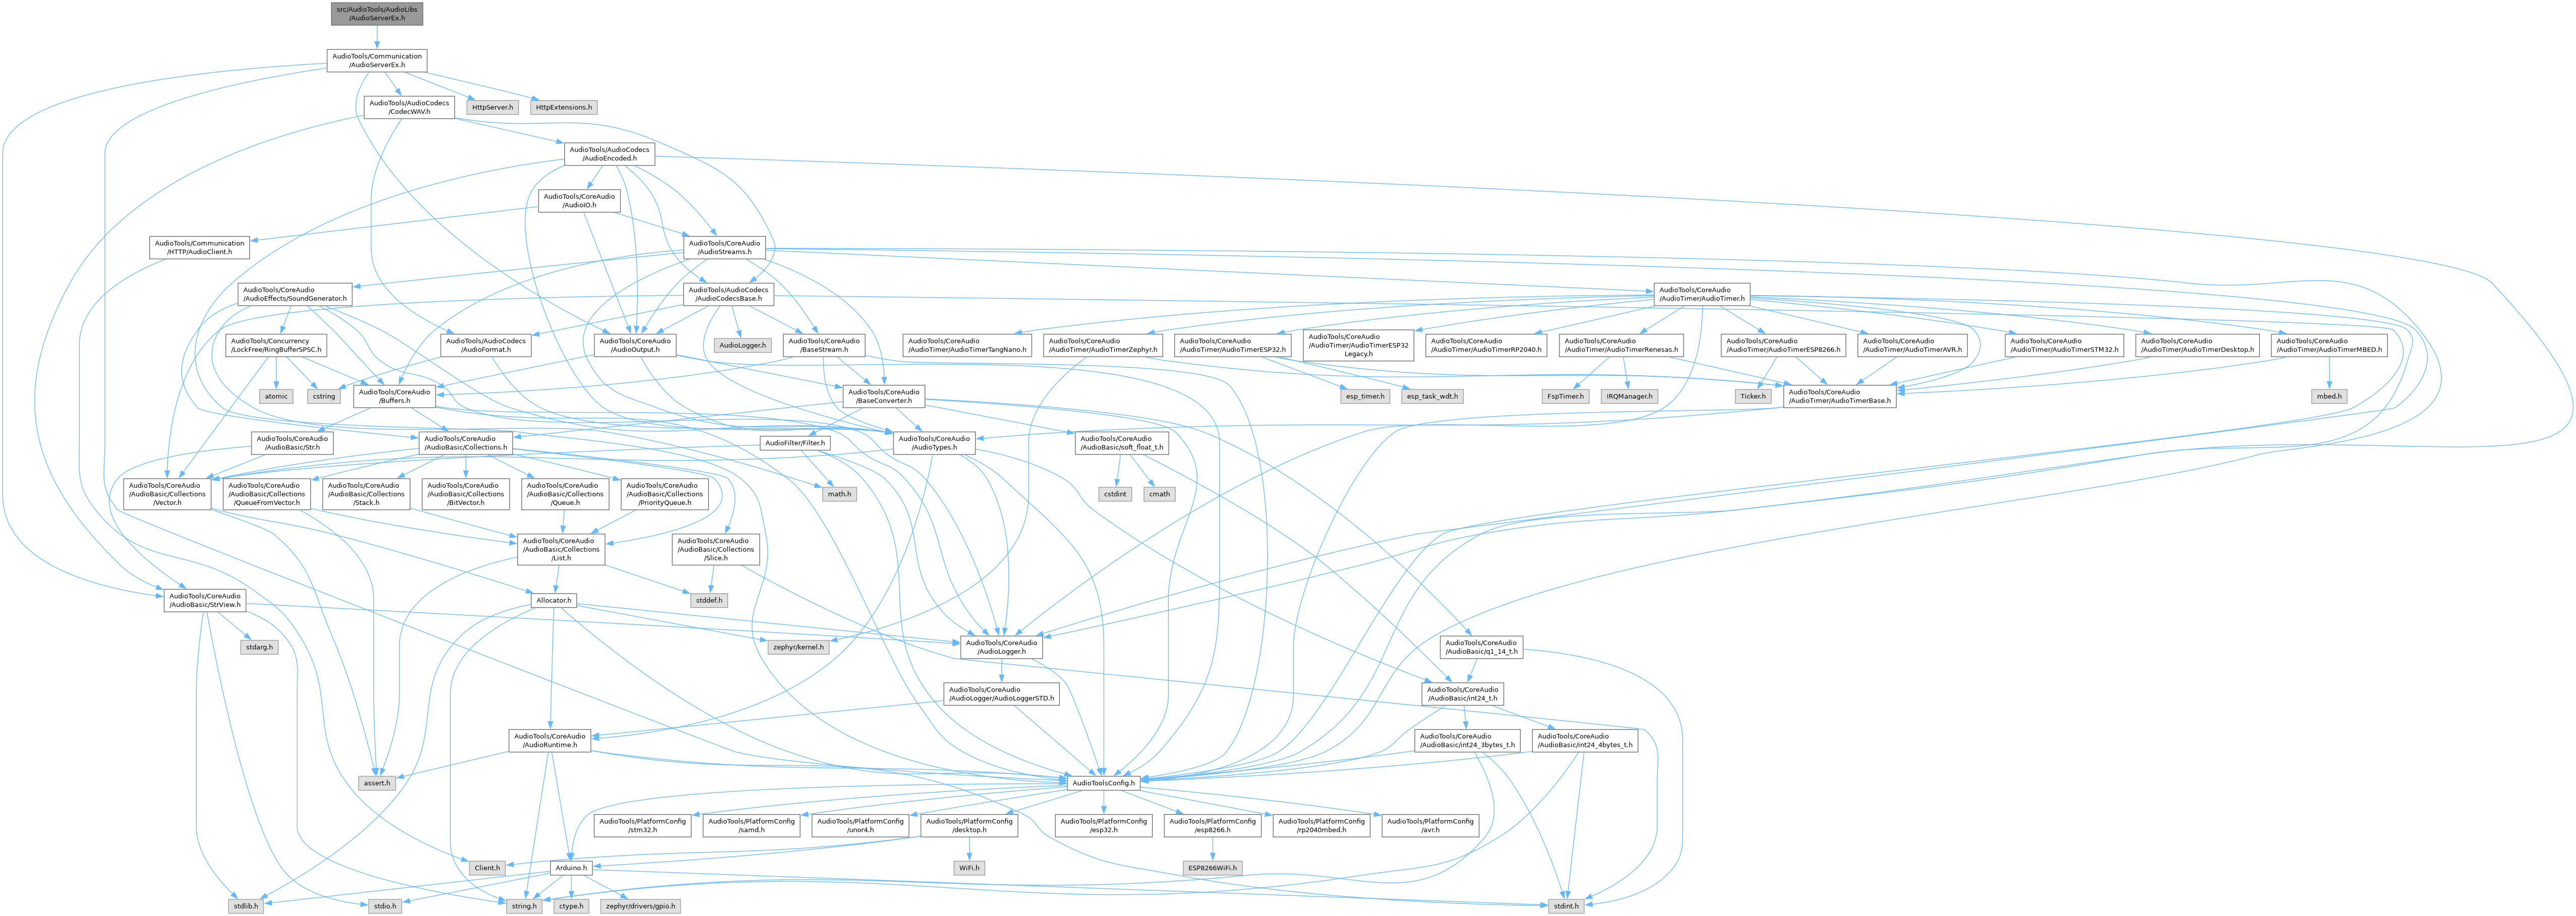 src/AudioTools/AudioLibs
/AudioServerEx.h
AudioTools/Communication
/AudioServerEx.h
AudioTools/AudioCodecs
/CodecWAV.h
HttpServer.h
HttpExtensions.h
AudioTools/AudioCodecs
/AudioEncoded.h
AudioTools/CoreAudio
/AudioIO.h
AudioTools/Communication
/HTTP/AudioClient.h
AudioTools/CoreAudio
/AudioStreams.h
AudioTools/CoreAudio
/AudioEffects/SoundGenerator.h
AudioTools/AudioCodecs
/AudioCodecsBase.h
AudioTools/CoreAudio
/AudioTimer/AudioTimer.h
AudioTools/Concurrency
/LockFree/RingBufferSPSC.h
AudioTools/AudioCodecs
/AudioFormat.h
AudioTools/CoreAudio
/AudioOutput.h
AudioLogger.h
AudioTools/CoreAudio
/BaseStream.h
AudioTools/CoreAudio
/AudioTimer/AudioTimerTangNano.h
AudioTools/CoreAudio
/AudioTimer/AudioTimerZephyr.h
AudioTools/CoreAudio
/AudioTimer/AudioTimerESP32.h
AudioTools/CoreAudio
/AudioTimer/AudioTimerESP32
Legacy.h
AudioTools/CoreAudio
/AudioTimer/AudioTimerRP2040.h
AudioTools/CoreAudio
/AudioTimer/AudioTimerRenesas.h
AudioTools/CoreAudio
/AudioTimer/AudioTimerESP8266.h
AudioTools/CoreAudio
/AudioTimer/AudioTimerAVR.h
AudioTools/CoreAudio
/AudioTimer/AudioTimerSTM32.h
AudioTools/CoreAudio
/AudioTimer/AudioTimerDesktop.h
AudioTools/CoreAudio
/AudioTimer/AudioTimerMBED.h
atomic
cstring
AudioTools/CoreAudio
/Buffers.h
AudioTools/CoreAudio
/BaseConverter.h
esp_timer.h
esp_task_wdt.h
FspTimer.h
IRQManager.h
Ticker.h
AudioTools/CoreAudio
/AudioTimer/AudioTimerBase.h
mbed.h
AudioTools/CoreAudio
/AudioBasic/Str.h
AudioTools/CoreAudio
/AudioBasic/Collections.h
AudioFilter/Filter.h
AudioTools/CoreAudio
/AudioTypes.h
AudioTools/CoreAudio
/AudioBasic/soft_float_t.h
AudioTools/CoreAudio
/AudioBasic/Collections
/Vector.h
AudioTools/CoreAudio
/AudioBasic/Collections
/QueueFromVector.h
AudioTools/CoreAudio
/AudioBasic/Collections
/Stack.h
AudioTools/CoreAudio
/AudioBasic/Collections
/BitVector.h
AudioTools/CoreAudio
/AudioBasic/Collections
/Queue.h
AudioTools/CoreAudio
/AudioBasic/Collections
/PriorityQueue.h
math.h
cstdint
cmath
AudioTools/CoreAudio
/AudioBasic/Collections
/List.h
AudioTools/CoreAudio
/AudioBasic/Collections
/Slice.h
AudioTools/CoreAudio
/AudioBasic/StrView.h
Allocator.h
stddef.h
stdarg.h
zephyr/kernel.h
AudioTools/CoreAudio
/AudioLogger.h
AudioTools/CoreAudio
/AudioBasic/q1_14_t.h
AudioTools/CoreAudio
/AudioLogger/AudioLoggerSTD.h
AudioTools/CoreAudio
/AudioBasic/int24_t.h
AudioTools/CoreAudio
/AudioRuntime.h
AudioTools/CoreAudio
/AudioBasic/int24_3bytes_t.h
AudioTools/CoreAudio
/AudioBasic/int24_4bytes_t.h
assert.h
AudioToolsConfig.h
AudioTools/PlatformConfig
/stm32.h
AudioTools/PlatformConfig
/samd.h
AudioTools/PlatformConfig
/unor4.h
AudioTools/PlatformConfig
/desktop.h
AudioTools/PlatformConfig
/esp32.h
AudioTools/PlatformConfig
/esp8266.h
AudioTools/PlatformConfig
/rp2040mbed.h
AudioTools/PlatformConfig
/avr.h
Client.h
Arduino.h
WiFi.h
ESP8266WiFi.h
stdlib.h
stdio.h
string.h
ctype.h
zephyr/drivers/gpio.h
stdint.h